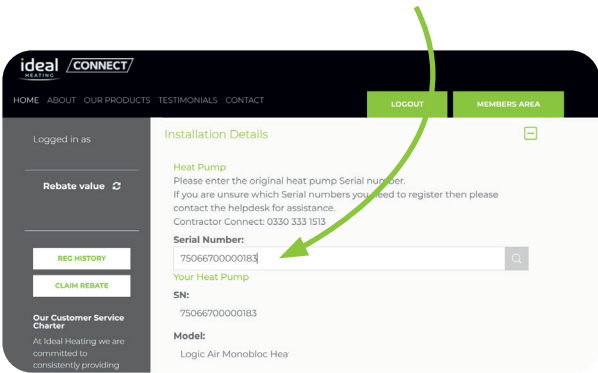 ideal CONNECT
HEATING
HOME ABOUT OUR PRODUCTS TESTIMONIALS CONTACT
LOGOUT
MEMBERS AREA
Logged in as
Rebate value
REG HISTORY
CLAIM REBATE
Our Customer Service
Charter
At Ideal Heating we are
committed to
consistently providing
Installation Details
Heat Pump
Please enter the original heat pump Serial number.
If you are unsure which Serial numbers you need to register then please
contact the helpdesk for assistance.
Contractor Connect: 0330 333 1513
Serial Number:
75066700000183
Your Heat Pump
SN:
75066700000183
Model:
Logic Air Monobloc Hea